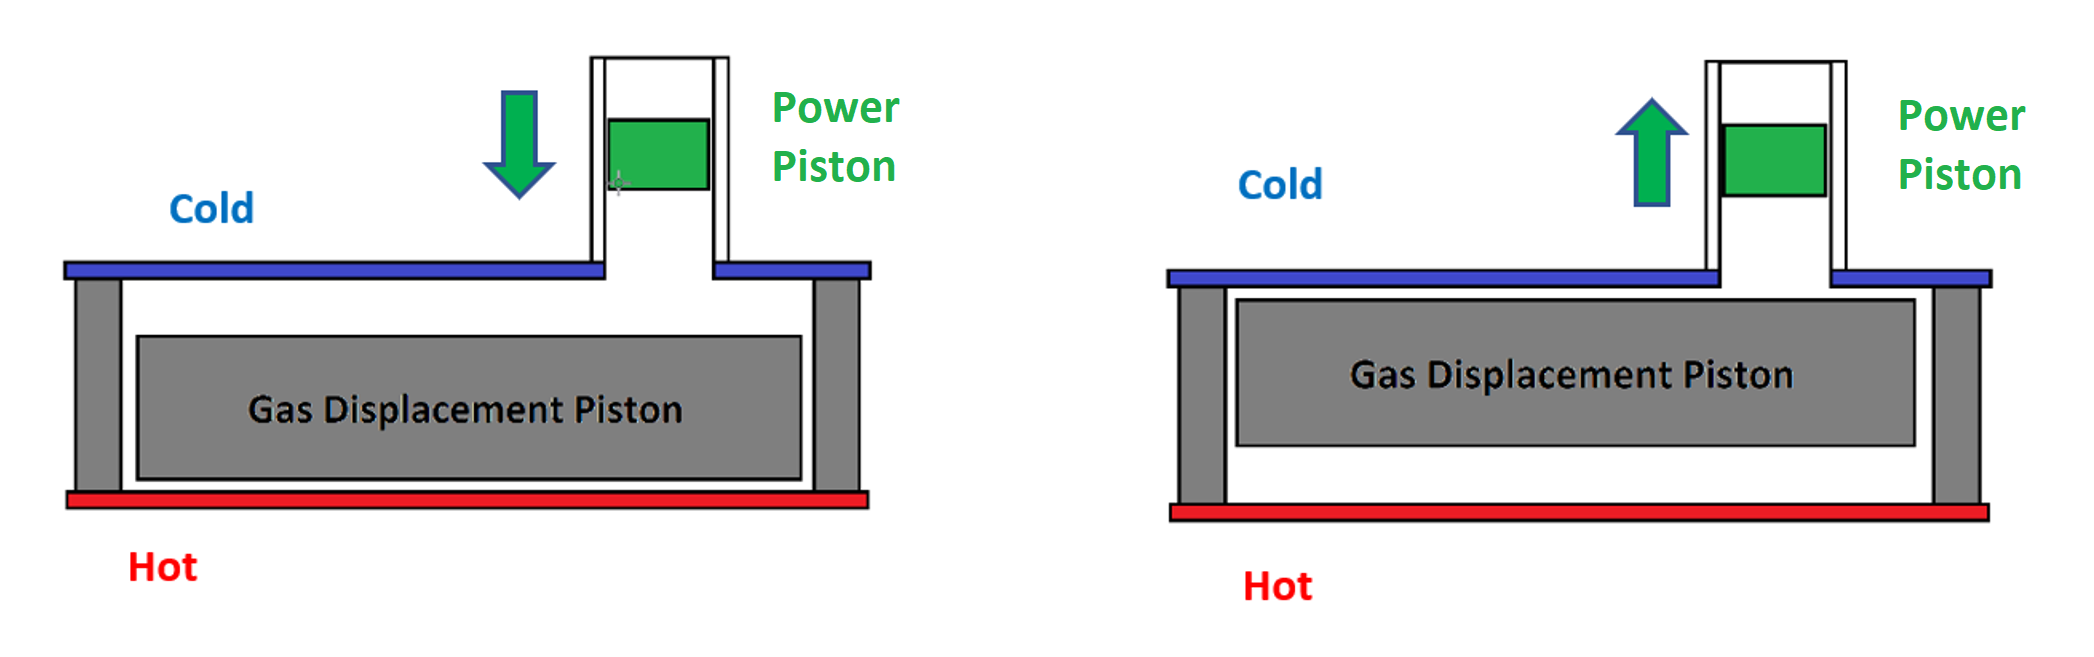 Power
Piston
Cold
Gas Displacement Piston
Hot
Power
Piston
Cold
Gas Displacement Piston
Hot